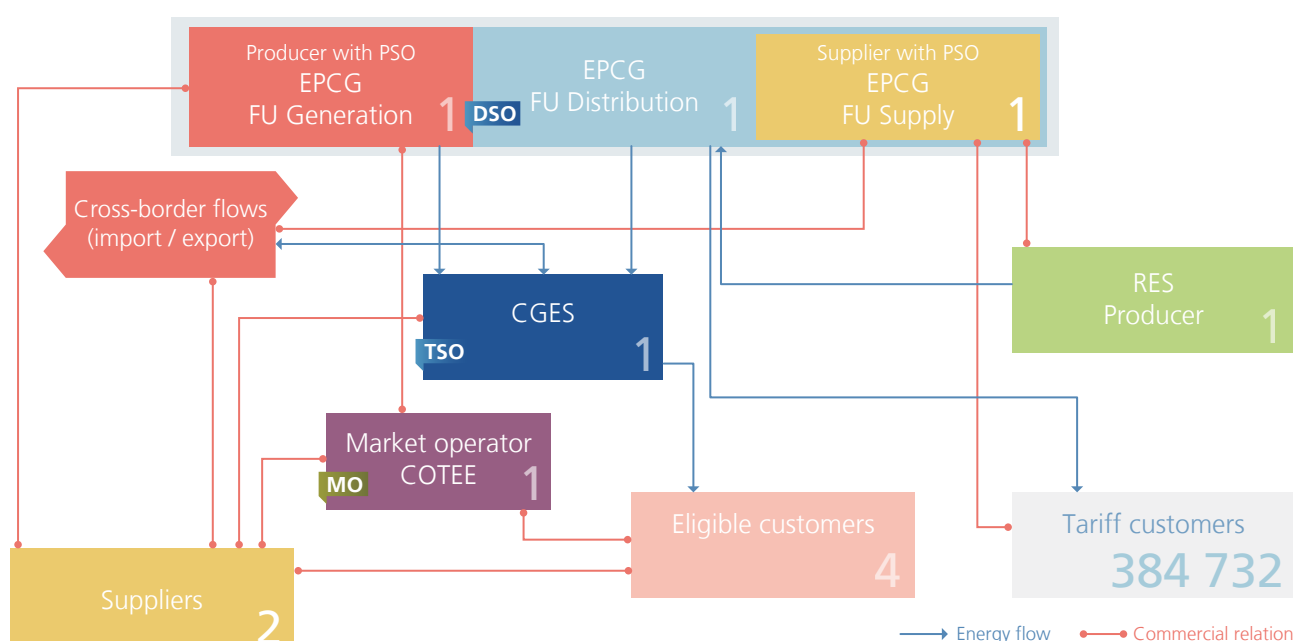 Producer with PSO
EPCG
FU Generation
1
DSO
EPCG
FU Distribution
1
Supplier with PSO
EPCG
FU Supply
1
Cross-border flows
(import / export)
CGES
TSO
1
RES
Producer
1
Market operator
COTEE
MO
1
Eligible customers
4
Tariff customers
384 732
Suppliers
2
Energy flow
Commercial relation